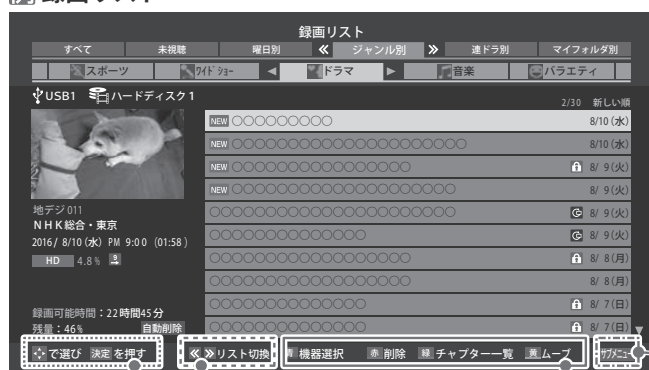 録画リスト
録画リスト
すべて 未視聴 曜日別 ≪ ジャンル別 ≫ 連ドラ別 マイフォルダ別
スポーツ ワイドショー ◀ ドラマ ▶ 音楽 バラエティ
USB1 ハードディスク1
2/30 新しい順
NEW ○○○○○○○○○ 8/10(水)
NEW ○○○○○○○○○○○○○○○○○○○○○ 8/10(水)
NEW ○○○○○○○○○○○○○○○○ 8/ 9(火)
NEW ○○○○○○○○○○○○○○○○○○○○ 8/ 9(火)
○○○○○○○○○○○○○○○○○○○○○○ 8/ 9(火)
○○○○○○○○○○○○○○ 8/ 9(火)
○○○○○○○○○○○○○○○○○○ 8/ 8(月)
○○○○○○○○○○○○○○○○○○ 8/ 8(月)
○○○○○○○○○○○○○○ 8/ 7(日)
○○○○○○○○○○○○○○ 8/ 7(日)
地デジ011
NHK総合・東京
2016/ 8/10(水) PM 9:00 (01:58)
HD 4.8%
録画可能時間:22時間45分
残量:46% 自動削除
で選び 決定 を押す ≪≫リスト切換 青 機器選択 赤 削除 緑 チャプター一覧 黄 ムーブ サブメニュー